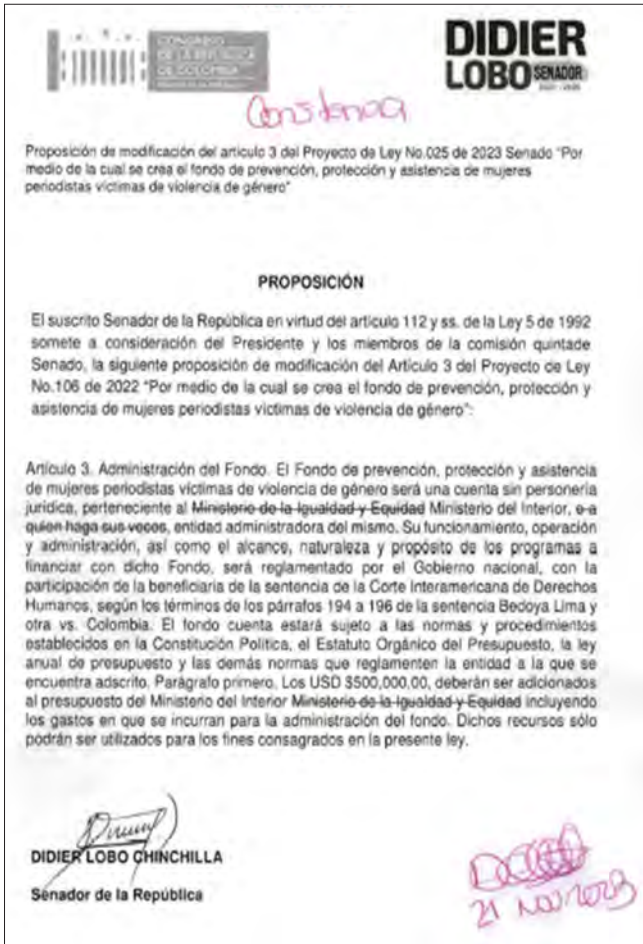 CONGRESO
DE LA REPÚBLICA
DE COLOMBIA
DIDIER
LOBO SENADOR
Constancia
Proposición de modificación del artículo 3 del Proyecto de Ley No.025 de 2023 Senado "Por
medio de la cual se crea el fondo de prevención, protección y asistencia de mujeres
periodistas víctimas de violencia de género"
PROPOSICIÓN
El suscrito Senador de la República en virtud del artículo 112 y ss. de la Ley 5 de 1992
somete a consideración del Presidente y los miembros de la comisión quintade
Senado, la siguiente proposición de modificación del Artículo 3 del Proyecto de Ley
No.106 de 2022 "Por medio de la cual se crea el fondo de prevención, protección y
asistencia de mujeres periodistas víctimas de violencia de género":
Artículo 3. Administración del Fondo. El Fondo de prevención, protección y asistencia
de mujeres periodistas víctimas de violencia de género será una cuenta sin personería
jurídica, perteneciente al Ministerio de la Igualdad y Equidad Ministerio del Interior, o a
quien haga sus veces, entidad administradora del mismo. Su funcionamiento, operación
y administración, así como el alcance, naturaleza y propósito de los programas a
financiar con dicho Fondo, será reglamentado por el Gobierno nacional, con la
participación de la beneficiaria de la sentencia de la Corte Interamericana de Derechos
Humanos, según los términos de los párrafos 194 a 196 de la sentencia Bedoya Lima y
otra vs. Colombia. El fondo cuenta estará sujeto a las normas y procedimientos
establecidos en la Constitución Política, el Estatuto Orgánico del Presupuesto, la ley
anual de presupuesto y las demás normas que reglamenten la entidad a la que se
encuentra adscrito. Parágrafo primero. Los USD $500,000,00, deberán ser adicionados
al presupuesto del Ministerio del Interior Ministerio de la Igualdad y Equidad incluyendo
los gastos en que se incurran para la administración del fondo. Dichos recursos sólo
podrán ser utilizados para los fines consagrados en la presente ley.
DIDIER LOBO CHINCHILLA
Senador de la República
21 Nov 2023